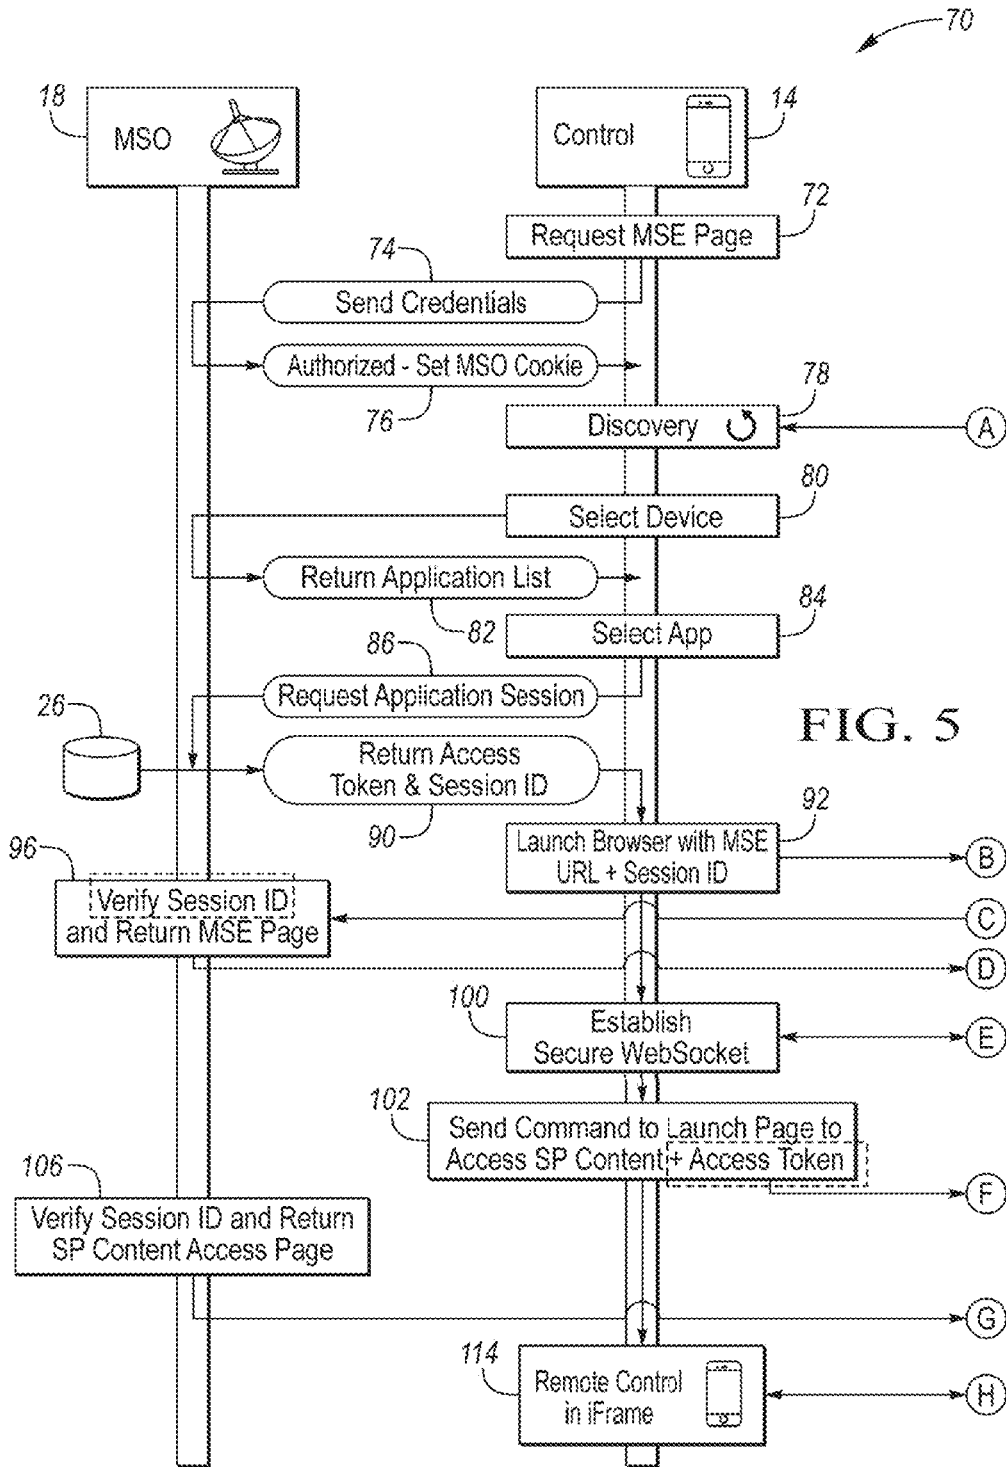 70
18
MSO
14
Control
72
Request MSE Page
74
Send Credentials
Authorized - Set MSO Cookie
76
78
Discovery
A
80
Select Device
Return Application List
82
84
Select App
86
Request Application Session
26
FIG. 5
Return Access
Token & Session ID
90
92
Launch Browser with MSE
URL + Session ID
B
96
Verify Session ID
and Return MSE Page
C
D
100
Establish
Secure WebSocket
E
102
Send Command to Launch Page to
Access SP Content + Access Token
F
106
Verify Session ID and Return
SP Content Access Page
G
114
Remote Control
in iFrame
H